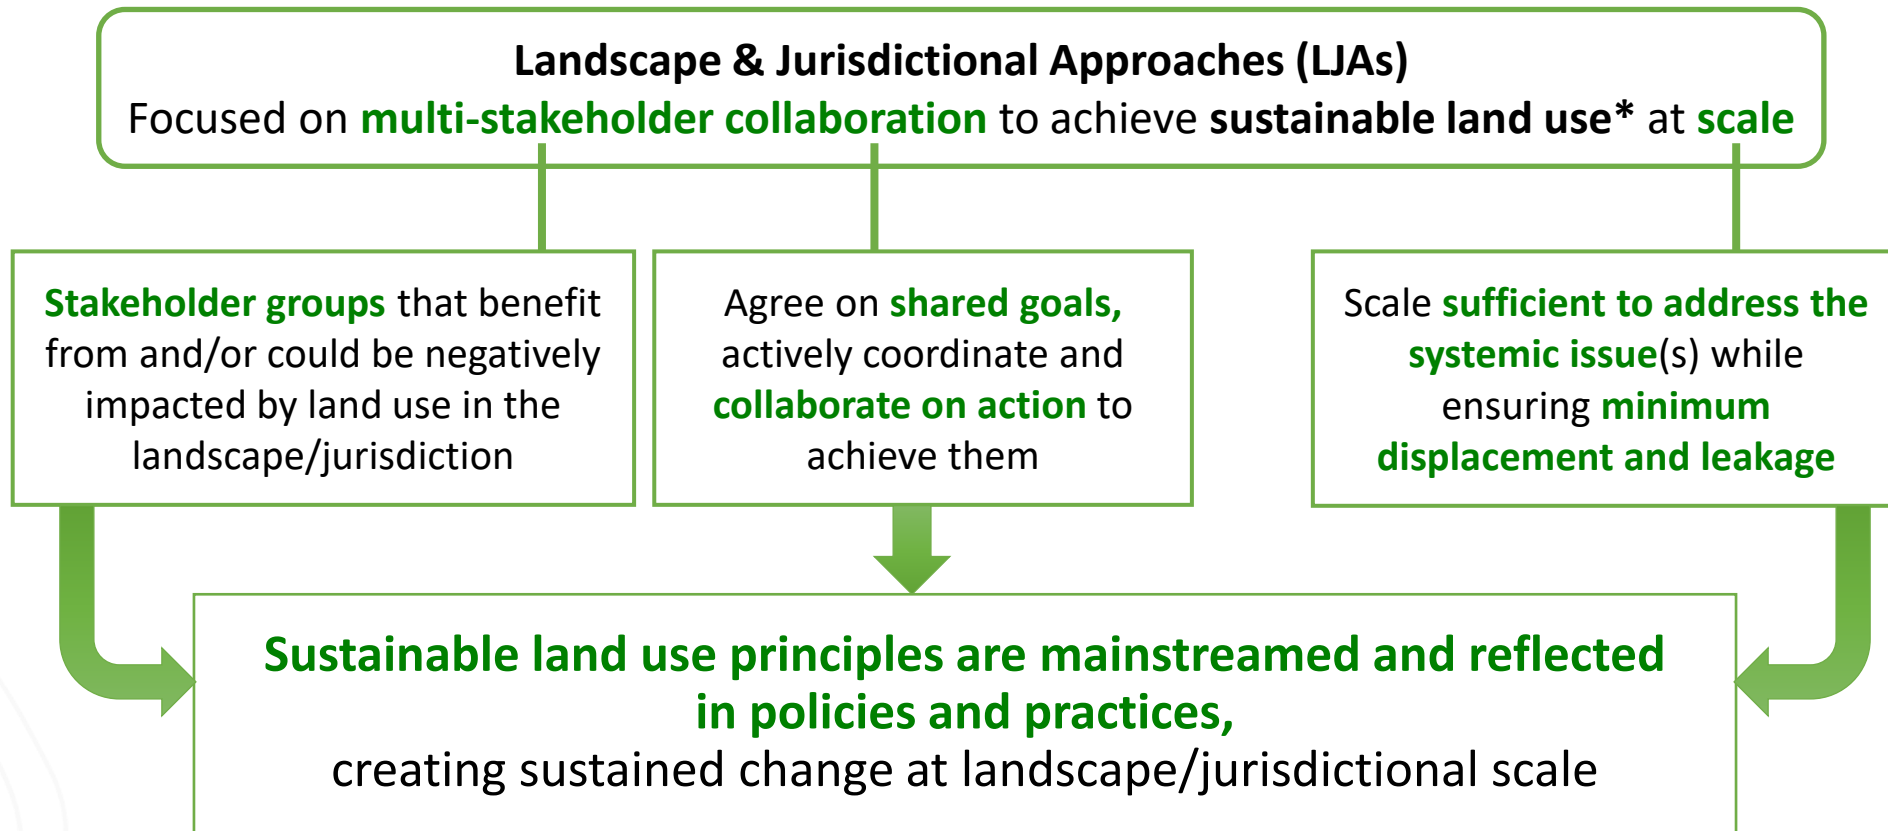 Landscape & Jurisdictional Approaches (LJAs)
Focused on multi-stakeholder collaboration to achieve sustainable land use* at scale
Stakeholder groups that benefit
from and/or could be negatively
impacted by land use in the
landscape/jurisdiction
Agree on shared goals,
actively coordinate and
collaborate on action to
achieve them
Scale sufficient to address the
systemic issue(s) while
ensuring minimum
displacement and leakage
Sustainable land use principles are mainstreamed and reflected
in policies and practices,
creating sustained change at landscape/jurisdictional scale